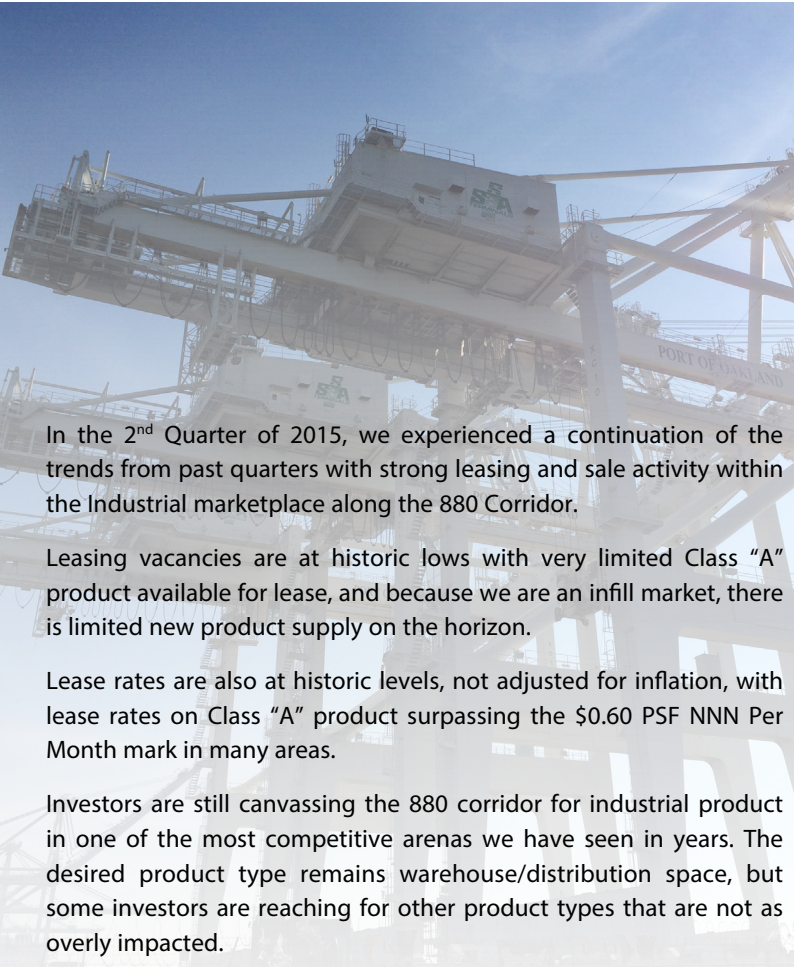 SSA
PORT OF OAKLAND
In the 2nd Quarter of 2015, we experienced a continuation of the
trends from past quarters with strong leasing and sale activity within
the Industrial marketplace along the 880 Corridor.
Leasing vacancies are at historic lows with very limited Class “A”
product available for lease, and because we are an infill market, there
is limited new product supply on the horizon.
Lease rates are also at historic levels, not adjusted for inflation, with
lease rates on Class “A” product surpassing the $0.60 PSF NNN Per
Month mark in many areas.
Investors are still canvassing the 880 corridor for industrial product
in one of the most competitive arenas we have seen in years. The
desired product type remains warehouse/distribution space, but
some investors are reaching for other product types that are not as
overly impacted.